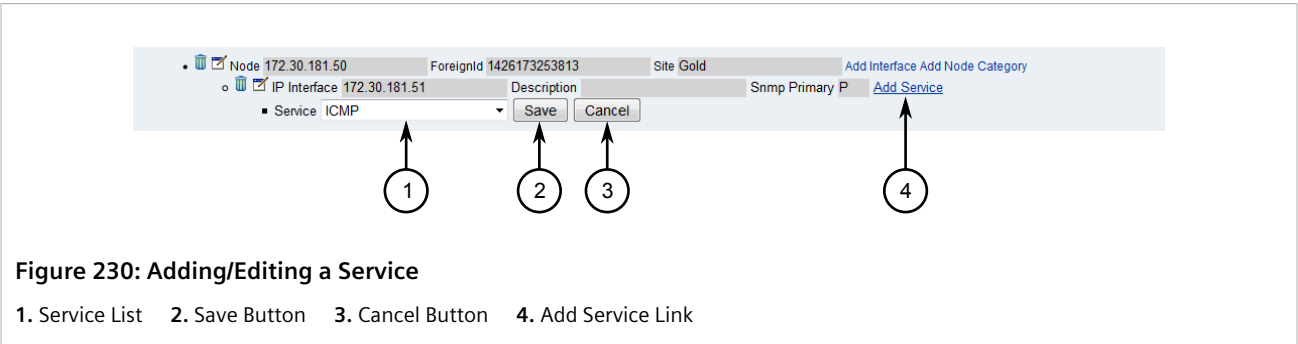 • Node 172.30.181.50 ForeignId 1426173253813 Site Gold Add Interface Add Node Category
o IP Interface 172.30.181.51 Description Snmp Primary P Add Service
▪ Service ICMP Save Cancel
1 2 3 4
Figure 230: Adding/Editing a Service
1. Service List 2. Save Button 3. Cancel Button 4. Add Service Link